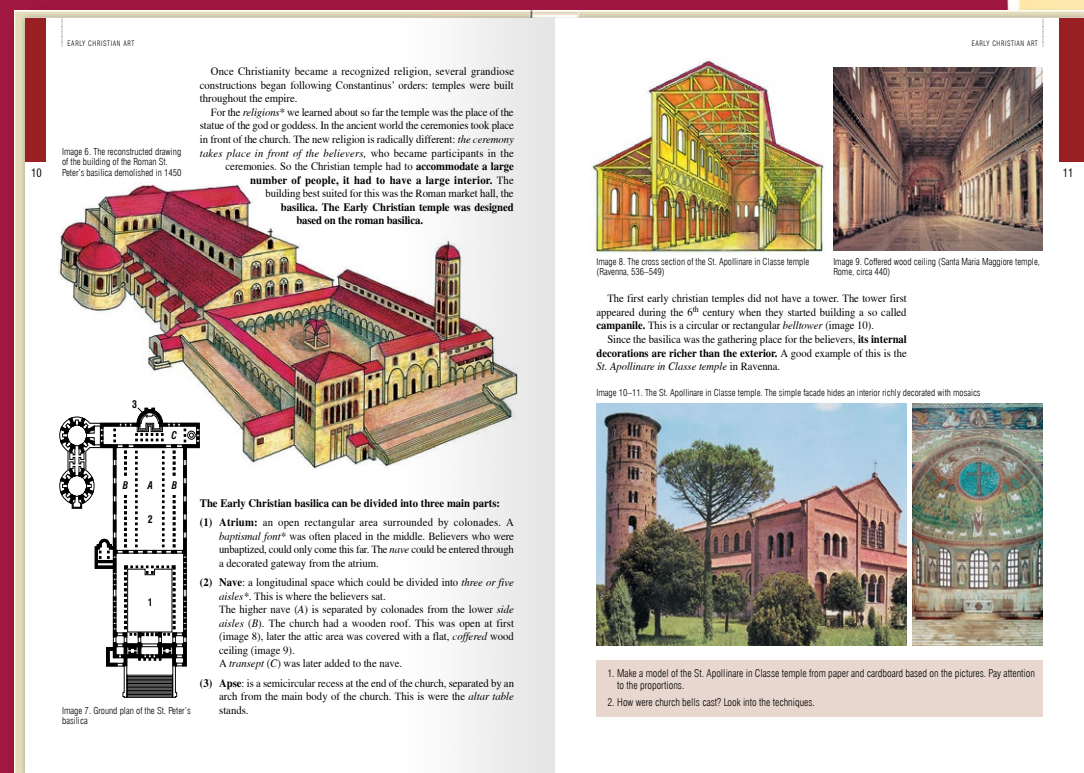 EARLY CHRISTIAN ART
Once Christianity became a recognized religion, several grandiose
constructions began following Constantinus' orders: temples were built
throughout the empire.
For the religions* we learned about so far the temple was the place of the
statue of the god or goddess. In the ancient world the ceremonies took place
in front of the church. The new religion is radically different: the ceremony
takes place in front of the believers, who became participants in the
ceremonies. So the Christian temple had to accommodate a large
number of people, it had to have a large interior. The
building best suited for this was the Roman market hall, the
basilica. The Early Christian temple was designed
based on the roman basilica.
Image 6. The reconstructed drawing
of the building of the Roman St.
Peter's basilica demolished in 1450
10
3
C
B A B
2
1
Image 7. Ground plan of the St. Peter's
basilica
The Early Christian basilica can be divided into three main parts:
(1) Atrium: an open rectangular area surrounded by colonades. A
baptismal font* was often placed in the middle. Believers who were
unbaptized, could only come this far. The nave could be entered through
a decorated gateway from the atrium.
(2) Nave: a longitudinal space which could be divided into three or five
aisles*. This is where the believers sat.
The higher nave (A) is separated by colonades from the lower side
aisles (B). The church had a wooden roof. This was open at first
(image 8), later the attic area was covered with a flat, coffered wood
ceiling (image 9).
A transept (C) was later added to the nave.
(3) Apse: is a semicircular recess at the end of the church, separated by an
arch from the main body of the church. This is were the altar table
stands.
EARLY CHRISTIAN ART
11
Image 8. The cross section of the St. Apollinare in Classe temple
(Ravenna, 536–549)
Image 9. Coffered wood ceiling (Santa Maria Maggiore temple,
Rome, circa 440)
The first early christian temples did not have a tower. The tower first
appeared during the 6th century when they started building a so called
campanile. This is a circular or rectangular belltower (image 10).
Since the basilica was the gathering place for the believers, its internal
decorations are richer than the exterior. A good example of this is the
St. Apollinare in Classe temple in Ravenna.
Image 10–11. The St. Apollinare in Classe temple. The simple facade hides an interior richly decorated with mosaics
1. Make a model of the St. Apollinare in Classe temple from paper and cardboard based on the pictures. Pay attention
to the proportions.
2. How were church bells cast? Look into the techniques.